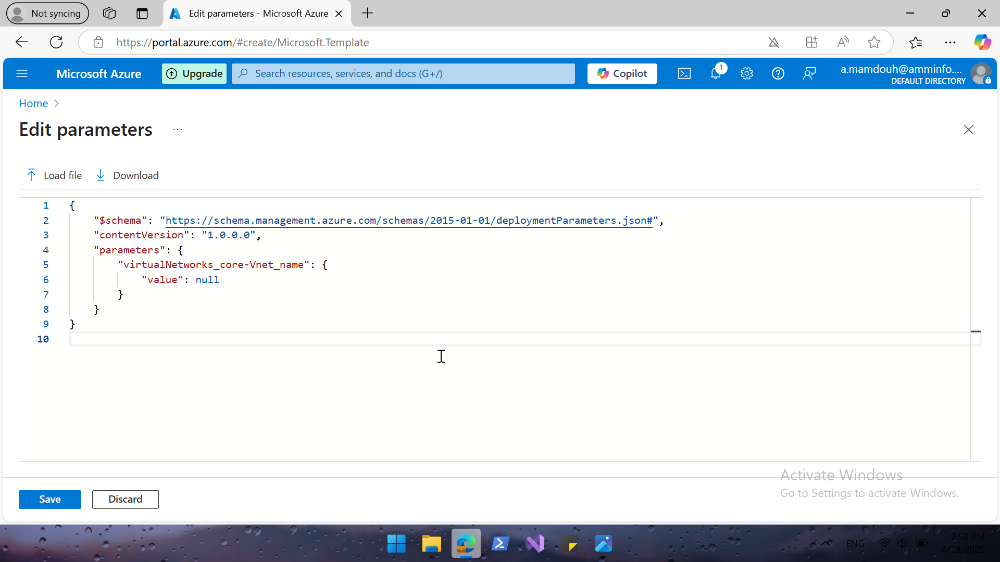 Not syncing
Edit parameters - Microsoft Azure
https://portal.azure.com/#create/Microsoft.Template
Microsoft Azure
Upgrade
Search resources, services, and docs (G+/)
Copilot
1
a.mamdouh@amminfo....
DEFAULT DIRECTORY
Home
Edit parameters
...
Load file
Download
1 {
2 "$schema": "https://schema.management.azure.com/schemas/2015-01-01/deploymentParameters.json#",
3 "contentVersion": "1.0.0.0",
4 "parameters": {
5 "virtualNetworks_core-Vnet_name": {
6 "value": null
7 }
8 }
9 }
10
Activate Windows
Go to Settings to activate Windows.
Save
Discard
ENG
7:58 PM
4/19/2025